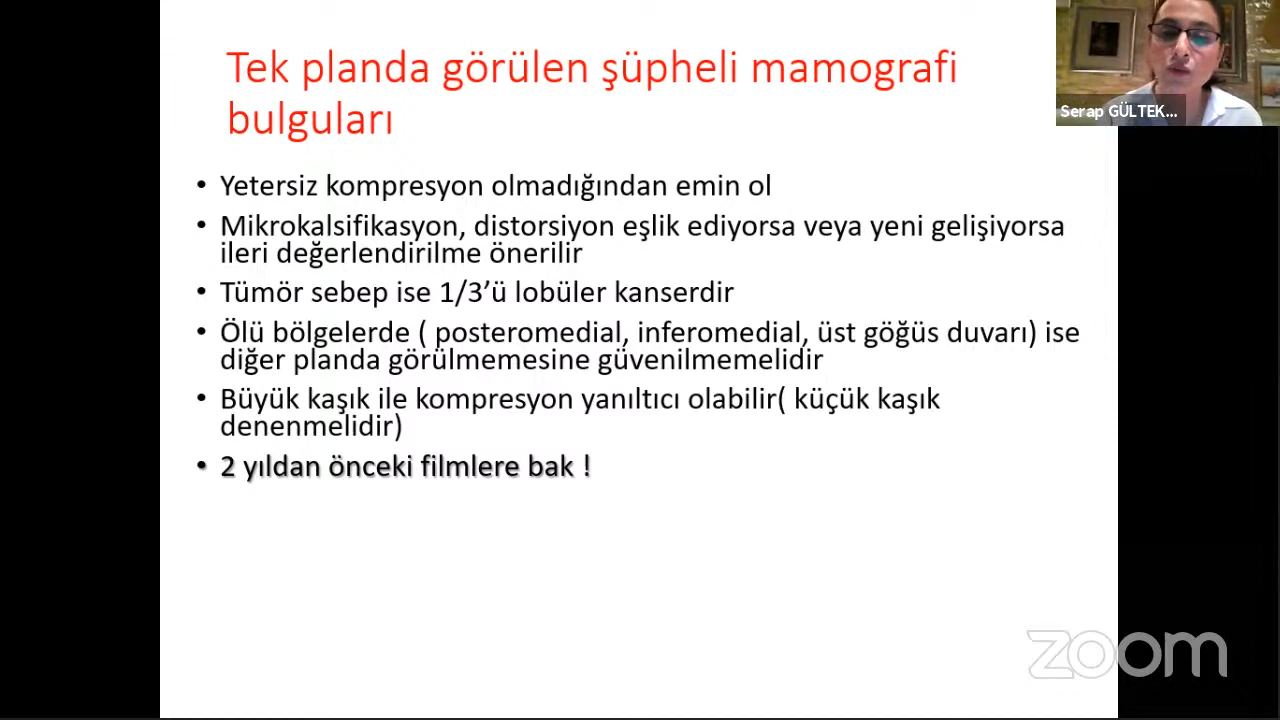 Tek planda görülen şüpheli mamografi
bulguları
• Yetersiz kompresyon olmadığından emin ol
• Mikrokalsifikasyon, distorsiyon eşlik ediyorsa veya yeni gelişiyorsa
ileri değerlendirilme önerilir
• Tümör sebep ise 1/3’ü lobüler kanserdir
• Ölü bölgelerde ( posteromedial, inferomedial, üst göğüs duvarı) ise
diğer planda görülmemesine güvenilmemelidir
• Büyük kaşık ile kompresyon yanıltıcı olabilir( küçük kaşık
denenmelidir)
• 2 yıldan önceki filmlere bak !
Serap GÜLTEK...
zoom